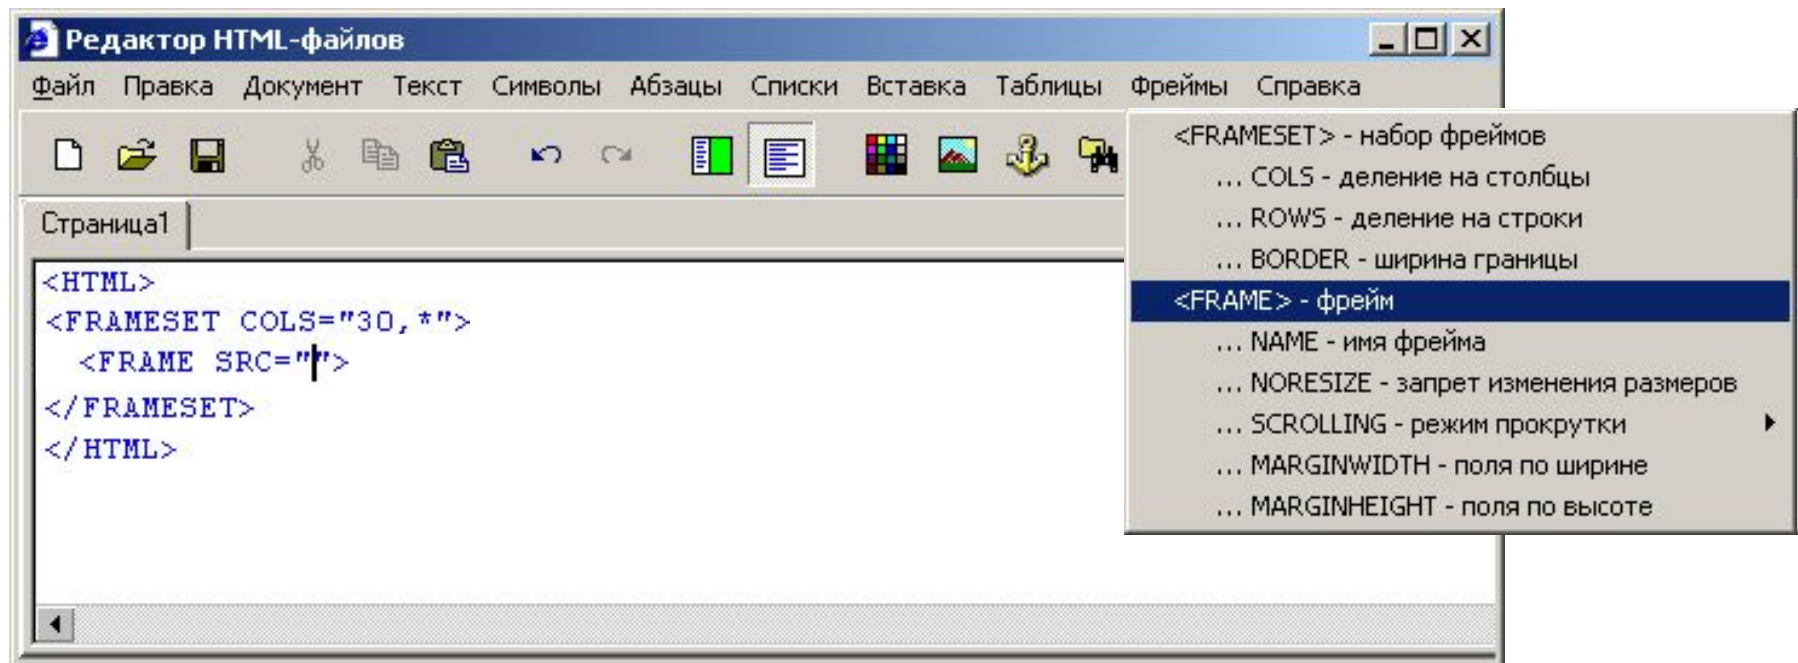 Редактор HTML-файлов
Файл Правка Документ Текст Символы Абзацы Списки Вставка Таблицы Фреймы Справка
Страница1
<HTML>
<FRAMESET COLS="30,*">
<FRAME SRC="">
</FRAMESET>
</HTML>
<FRAMESET> - набор фреймов
... COLS - деление на столбцы
... ROWS - деление на строки
... BORDER - ширина границы
<FRAME> - фрейм
... NAME - имя фрейма
... NORESIZE - запрет изменения размеров
... SCROLLING - режим прокрутки
... MARGINWIDTH - поля по ширине
... MARGINHEIGHT - поля по высоте